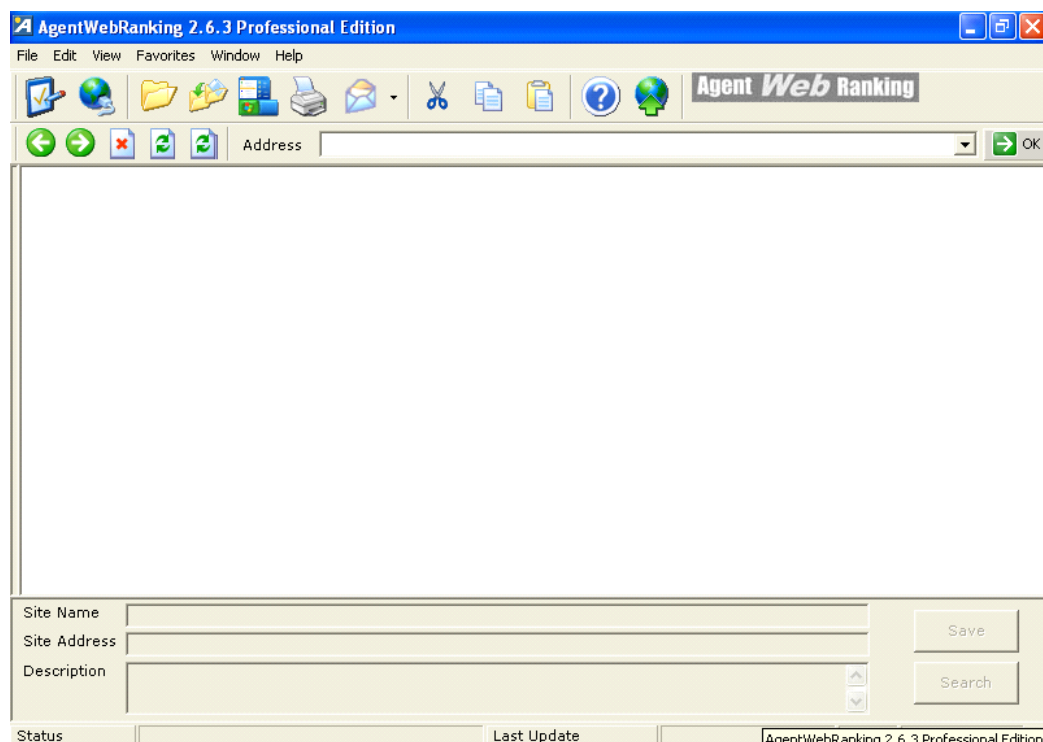 AgentWebRanking 2.6.3 Professional Edition
File Edit View Favorites Window Help
Agent Web Ranking
Address OK
Site Name
Save
Site Address
Description
Search
Status Last Update
AgentWebRanking 2.6.3 Professional Edition